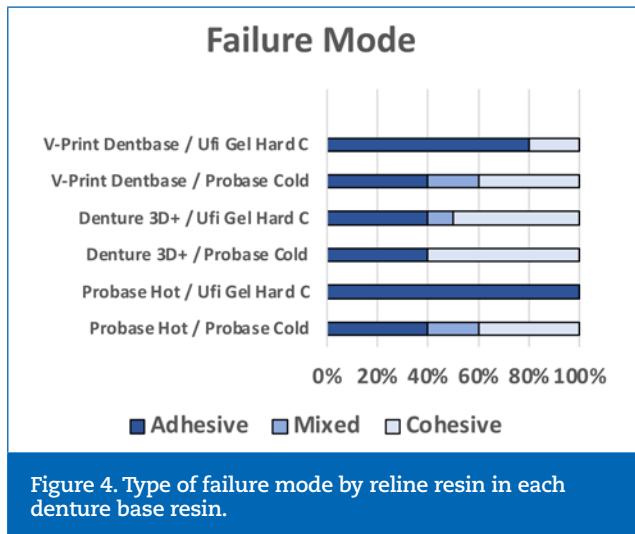 Failure Mode
V-Print Dentbase / Ufi Gel Hard C
V-Print Dentbase / Probase Cold
Denture 3D+ / Ufi Gel Hard C
Denture 3D+ / Probase Cold
Probase Hot / Ufi Gel Hard C
Probase Hot / Probase Cold
0% 20% 40% 60% 80% 100%
Adhesive Mixed Cohesive
Figure 4. Type of failure mode by reline resin in each
denture base resin.